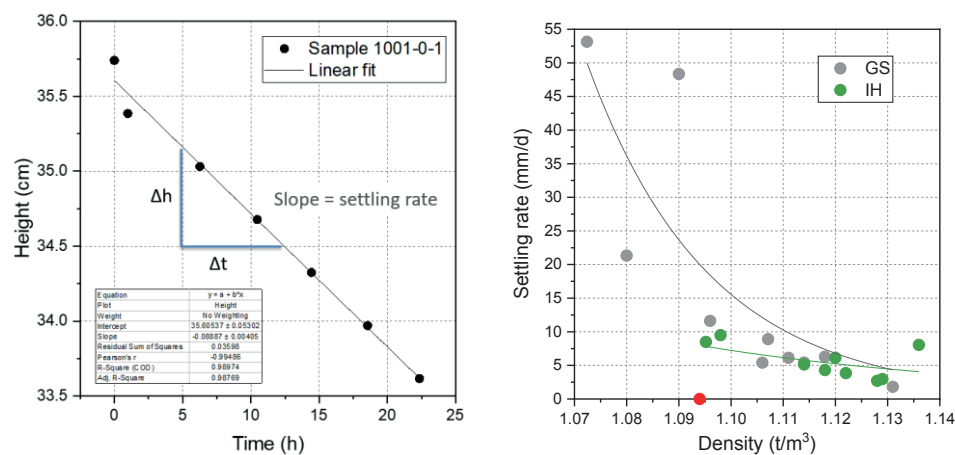 36.0
35.5
35.0
34.5
34.0
33.5
Height (cm)
Sample 1001-0-1
Linear fit
Δh
Δt
Slope = settling rate
Equation y = a + b*x
Plot Height
Weight No Weighting
Intercept 35.60537 ± 0.05302
Slope -0.08887 ± 0.00405
Residual Sum of Squares 0.03598
Pearson's r -0.99486
R-Square (COD) 0.98974
Adj. R-Square 0.98769
0 5 10 15 20 25
Time (h)
55
50
45
40
35
30
25
20
15
10
5
0
Settling rate (mm/d)
GS
IH
1.07 1.08 1.09 1.10 1.11 1.12 1.13 1.14
Density (t/m³)